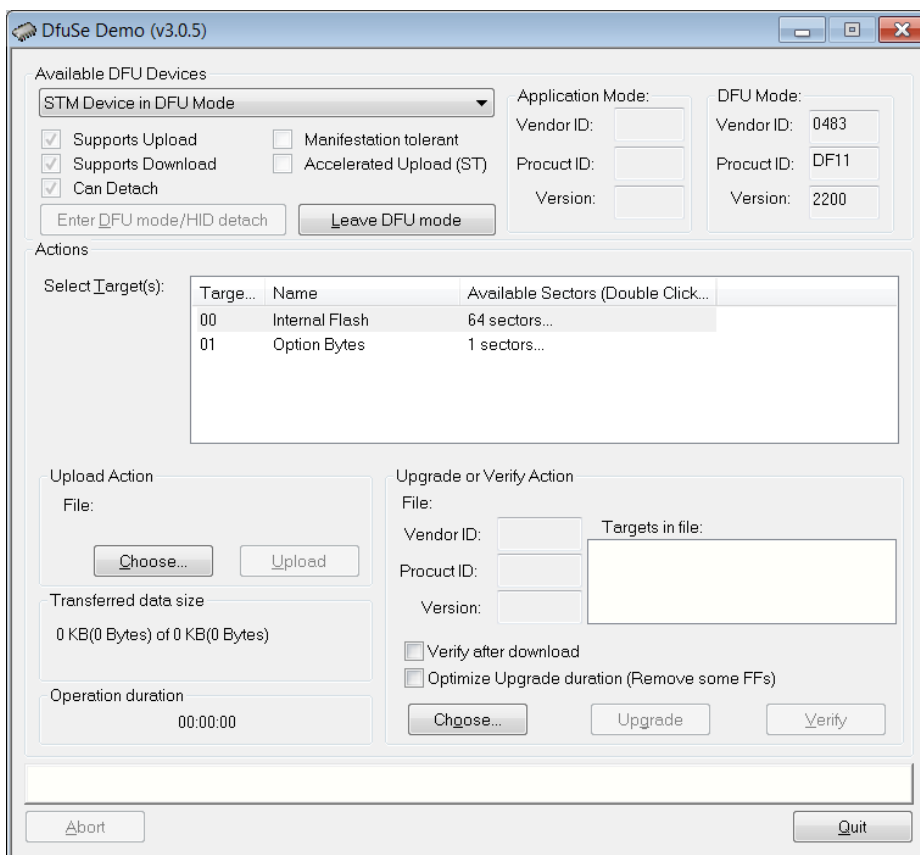 DfuSe Demo (v3.0.5)
Available DFU Devices
STM Device in DFU Mode
Supports Upload
Manifestation tolerant
Supports Download
Accelerated Upload (ST)
Can Detach
Enter DFU mode/HID detach
Leave DFU mode
Application Mode:
Vendor ID:
Procuct ID:
Version:
DFU Mode:
Vendor ID: 0483
Procuct ID: DF11
Version: 2200
Actions
Select Target(s):
Targe... Name Available Sectors (Double Click...
00 Internal Flash 64 sectors...
01 Option Bytes 1 sectors...
Upload Action
File:
Choose... Upload
Transferred data size
0 KB(0 Bytes) of 0 KB(0 Bytes)
Operation duration
00:00:00
Upgrade or Verify Action
File:
Vendor ID:
Procuct ID:
Version:
Targets in file:
Verify after download
Optimize Upgrade duration (Remove some FFs)
Choose... Upgrade Verify
Abort Quit